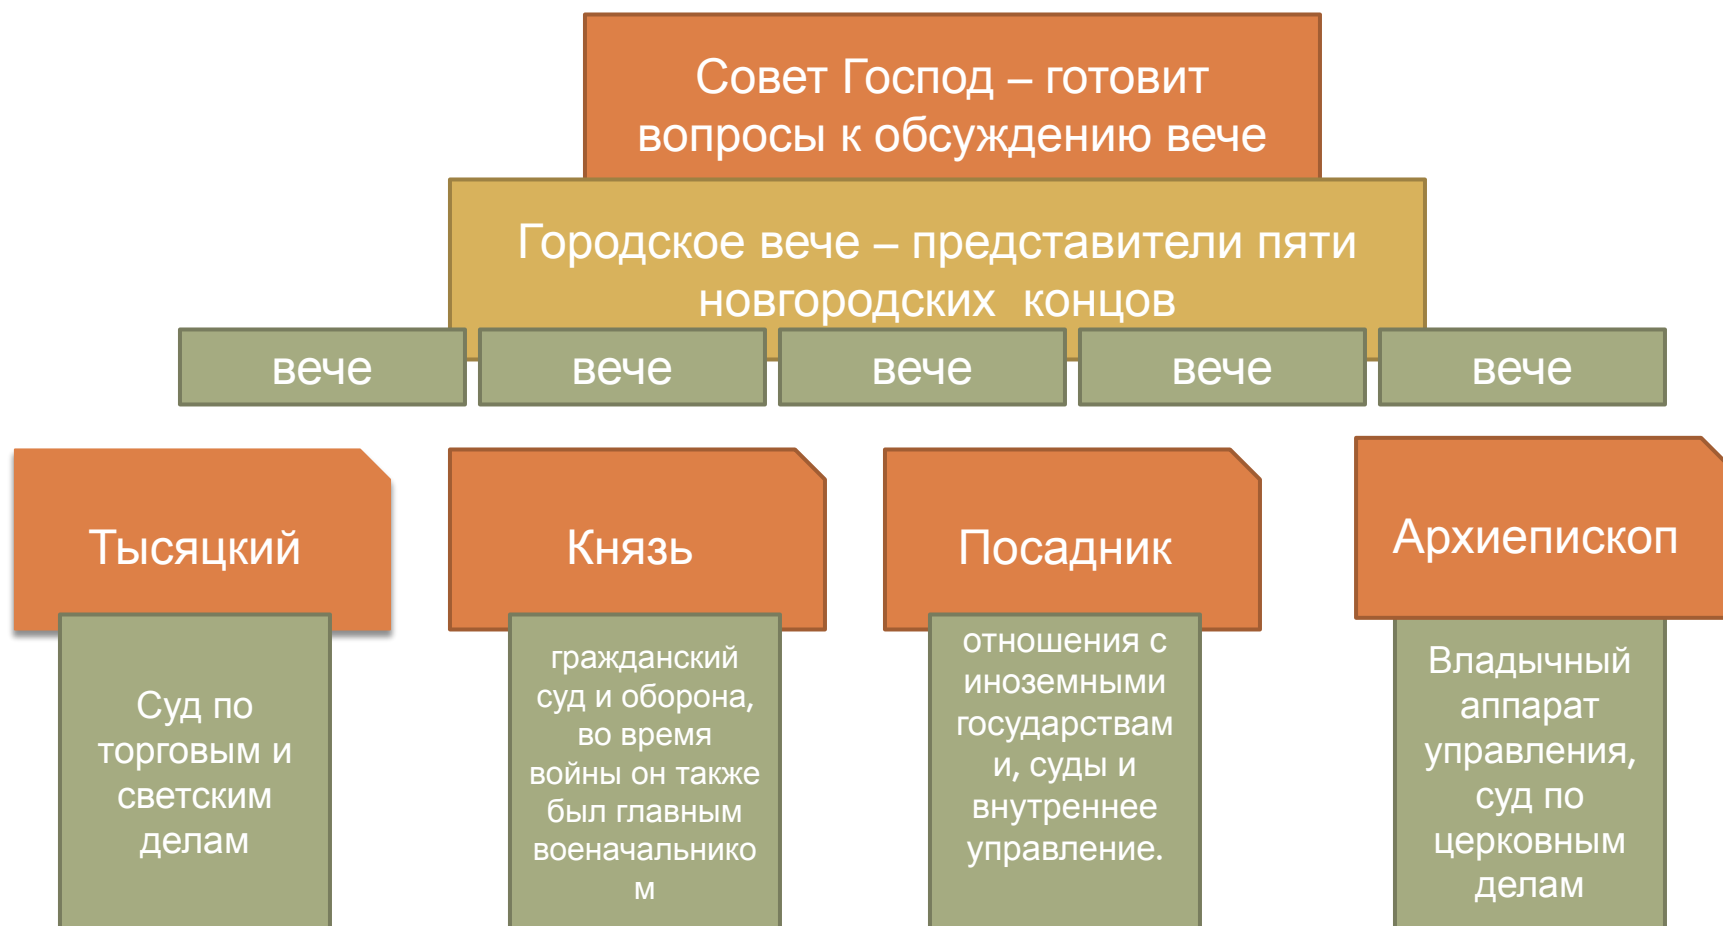 Совет Господ – готовит
вопросы к обсуждению вече
Городское вече – представители пяти
новгородских концов
вече
вече
вече
вече
вече
Тысяцкий
Суд по
торговым и
светским
делам
Князь
гражданский
суд и оборона,
во время
войны он также
был главным
военачальнико
м
Посадник
отношения с
иноземными
государствам
и, суды и
внутреннее
управление.
Архиепископ
Владычный
аппарат
управления,
суд по
церковным
делам